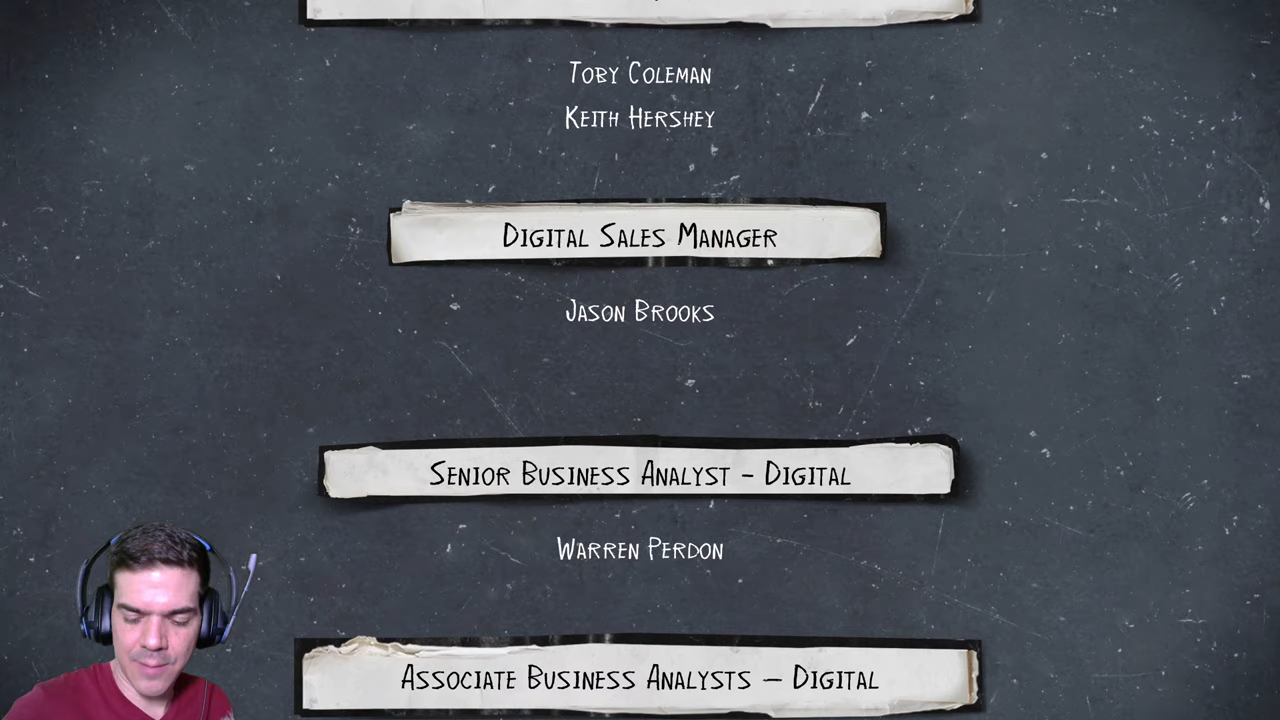 Toby Coleman
Keith Hershey
Digital Sales Manager
Jason Brooks
Senior Business Analyst - Digital
Warren Perdon
Associate Business Analysts – Digital